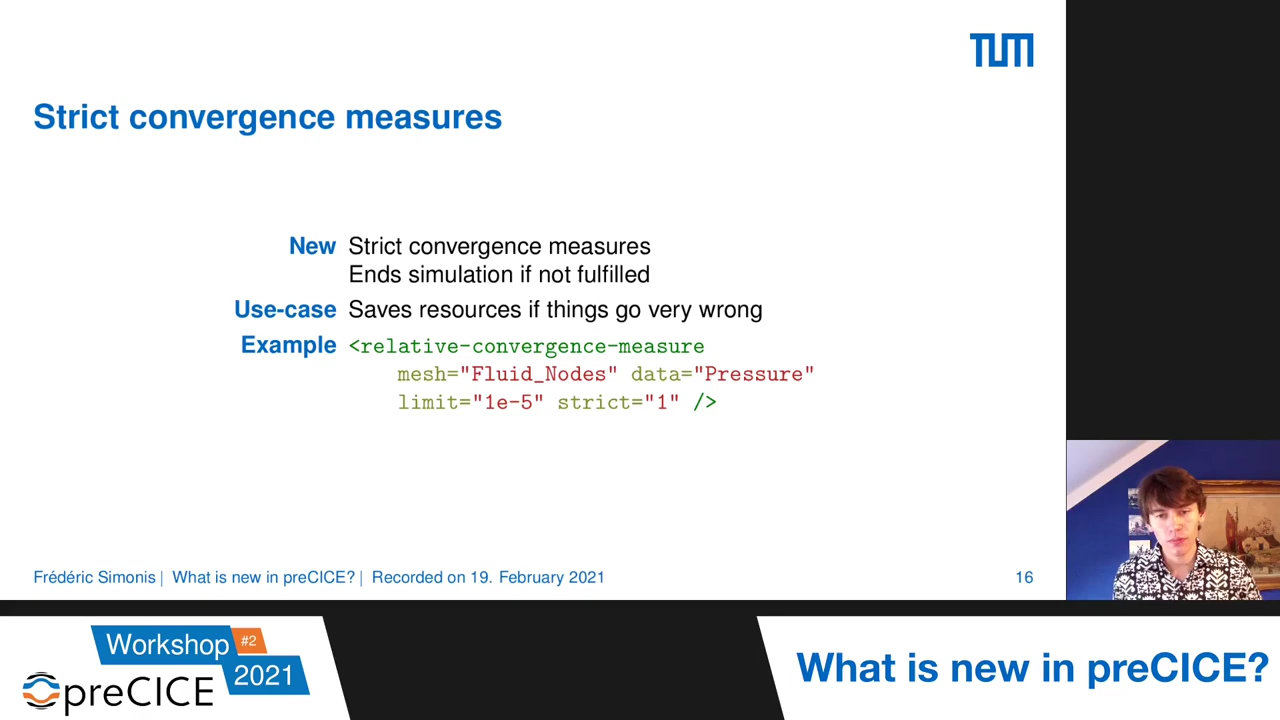 TUM
Strict convergence measures
New Strict convergence measures
Ends simulation if not fulfilled
Use-case Saves resources if things go very wrong
Example <relative-convergence-measure
mesh="Fluid_Nodes" data="Pressure"
limit="1e-5" strict="1" />
Frédéric Simonis | What is new in preCICE? | Recorded on 19. February 2021 16
Workshop #2
2021
preCICE
What is new in preCICE?